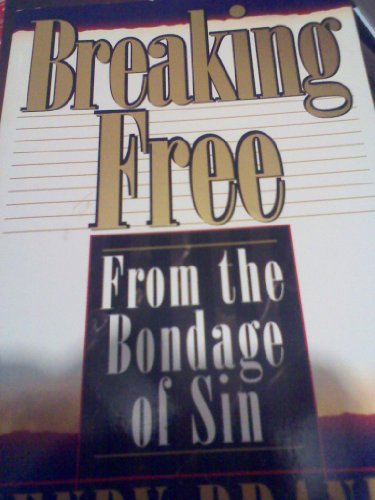 Breaking
Free
From the
Bondage
of Sin